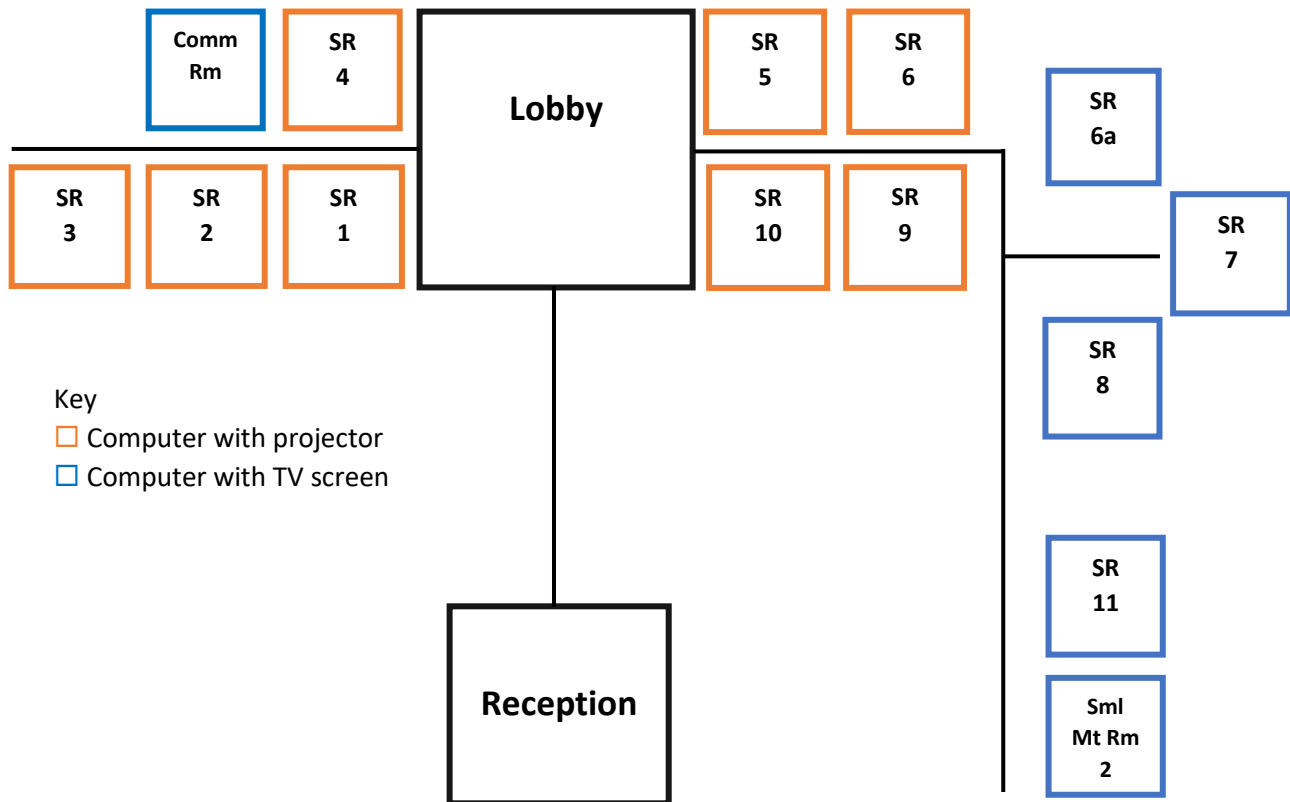 Comm
Rm
SR
4
Lobby
SR
5
SR
6
SR
6a
SR
3
SR
2
SR
1
SR
10
SR
9
SR
7
SR
8
Key
Computer with projector
Computer with TV screen
SR
11
Reception
Sml
Mt Rm
2